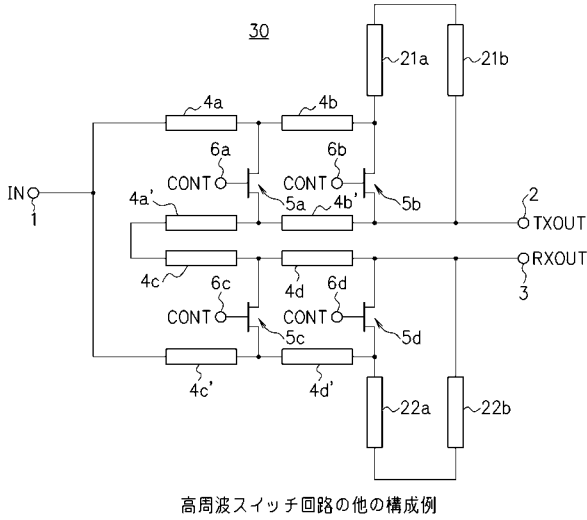 30
21a
21b
4a
4b
6a
6b
CONT
CONT
IN
1
5a
5b
2
4a'
4b'
TXOUT
RXOUT
4c
4d
3
6c
6d
CONT
CONT
5c
5d
4c'
4d'
22a
22b
高周波スイッチ回路の他の構成例